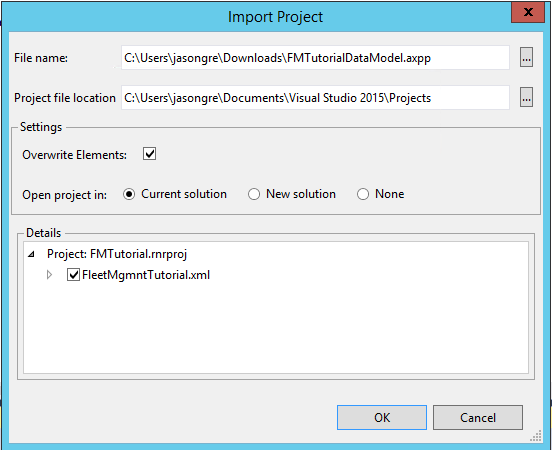 Import Project
x
File name: C:\Users\jasongre\Downloads\FMTutorialDataModel.axpp ...
Project file location C:\Users\jasongre\Documents\Visual Studio 2015\Projects ...
Settings
Overwrite Elements:
Open project in: Current solution New solution None
Details
Project: FMTutorial.rnrproj
FleetMgmntTutorial.xml
OK Cancel